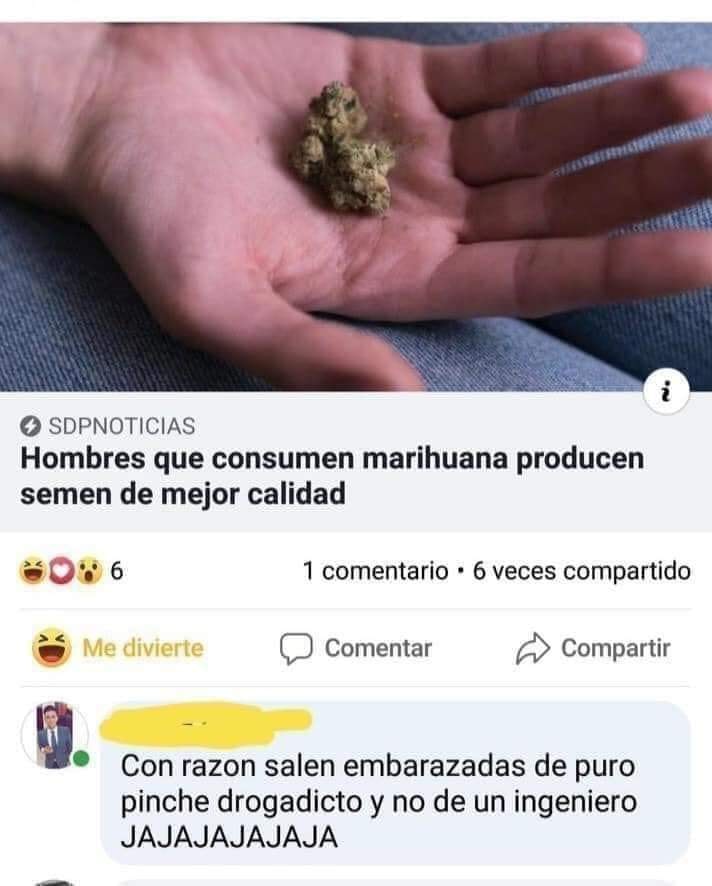 SDPNOTICIAS
Hombres que consumen marihuana producen
semen de mejor calidad
6
1 comentario • 6 veces compartido
Me divierte
Comentar
Compartir
Con razon salen embarazadas de puro
pinche drogadicto y no de un ingeniero
JAJAJAJAJAJA